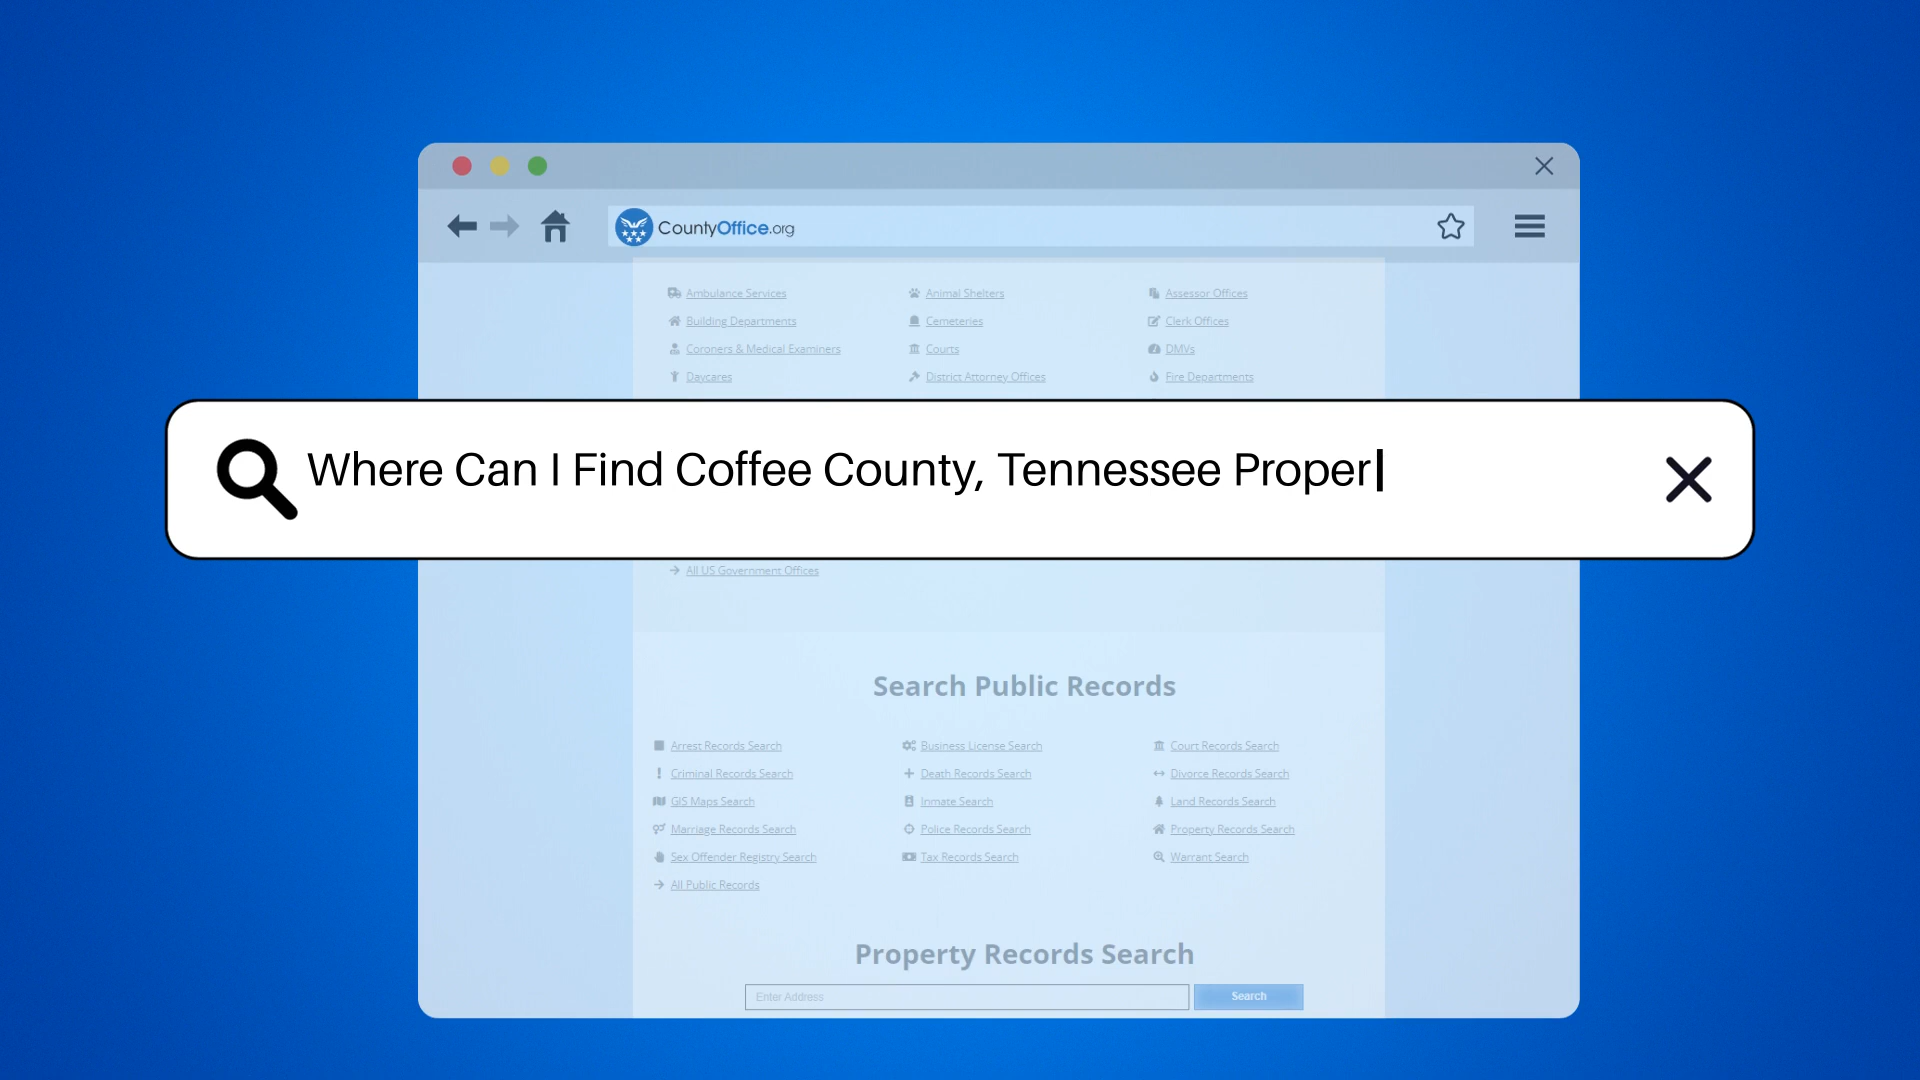 CountyOffice.org
Ambulance Services Animal Shelters Assessor Offices
Building Departments Cemeteries Clerk Offices
Coroners & Medical Examiners Courts DMVs
Daycares District Attorney Offices Fire Departments
Where Can I Find Coffee County, Tennessee Proper
All US Government Offices
Search Public Records
Arrest Records Search Business License Search Court Records Search
Criminal Records Search Death Records Search Divorce Records Search
GIS Maps Search Inmate Search Land Records Search
Marriage Records Search Police Records Search Property Records Search
Sex Offender Registry Search Tax Records Search Warrant Search
All Public Records
Property Records Search
Enter Address Search